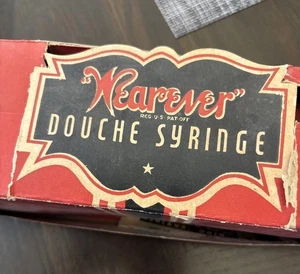 "Wearever"
REG·U·S·PAT·OFF
DOUCHE SYRINGE